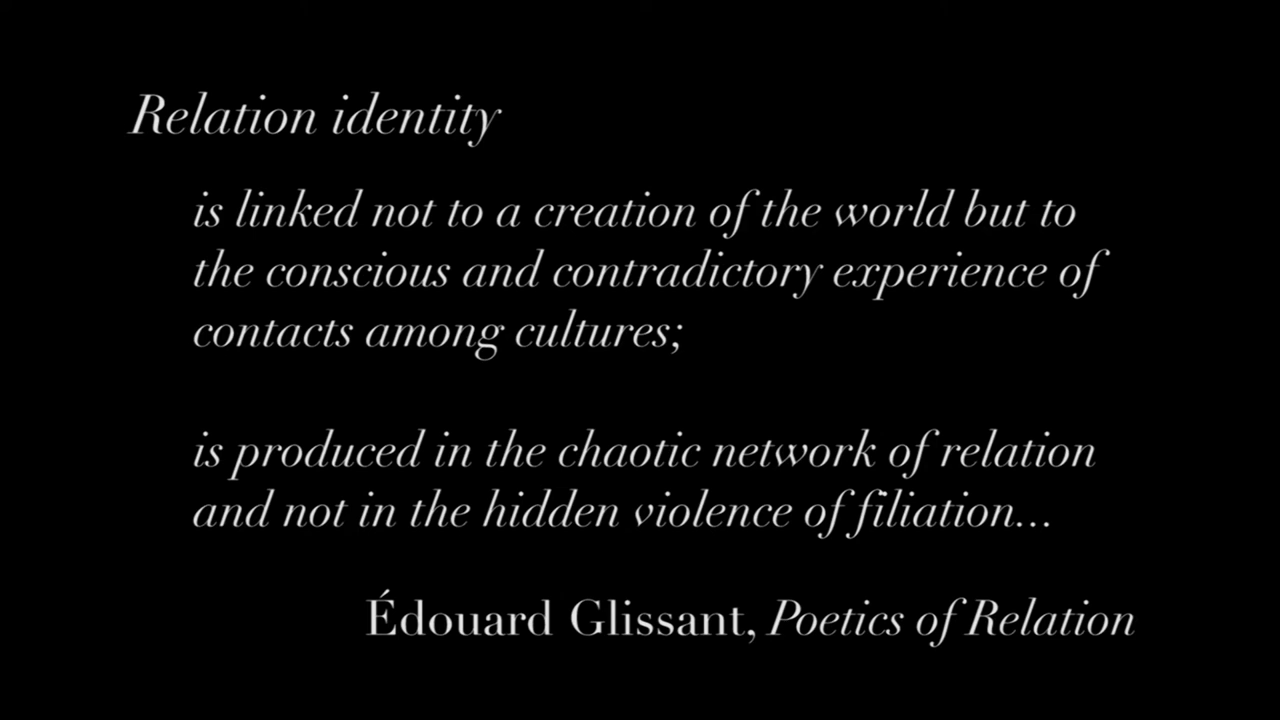 Relation identity
is linked not to a creation of the world but to
the conscious and contradictory experience of
contacts among cultures;
is produced in the chaotic network of relation
and not in the hidden violence of filiation...
Édouard Glissant, Poetics of Relation